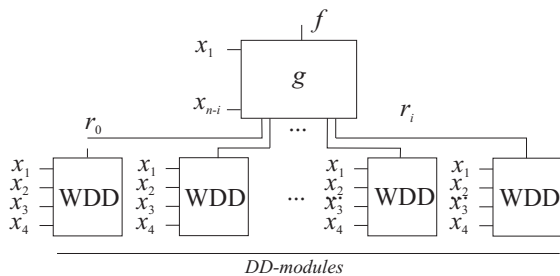 f
x₁
g
xₙ₋ᵢ
r₀ ... rᵢ
x₁ x₁ x₁ x₁
x₂ WDD x₂ WDD ... x₂ WDD x₂ WDD
x₃ x₃ x₃ x₃
x₄ x₄ x₄ x₄
DD-modules